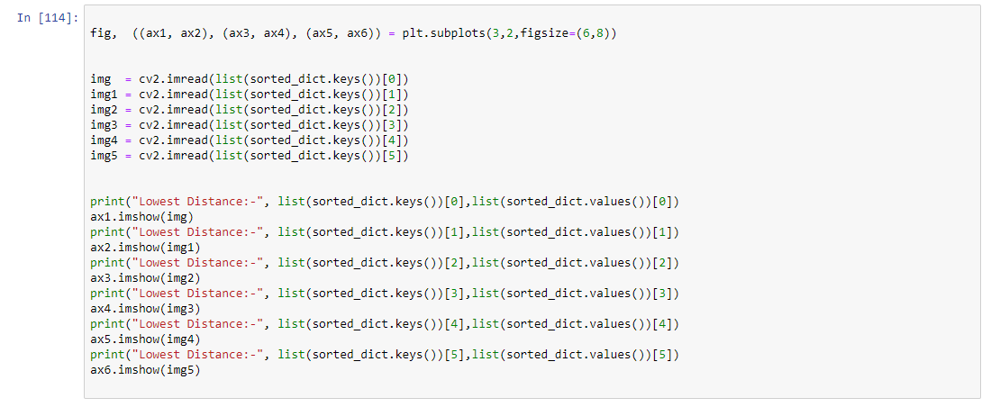 In [114]:
fig,  ((ax1, ax2), (ax3, ax4), (ax5, ax6)) = plt.subplots(3,2,figsize=(6,8))
img  = cv2.imread(list(sorted_dict.keys())[0])
img1 = cv2.imread(list(sorted_dict.keys())[1])
img2 = cv2.imread(list(sorted_dict.keys())[2])
img3 = cv2.imread(list(sorted_dict.keys())[3])
img4 = cv2.imread(list(sorted_dict.keys())[4])
img5 = cv2.imread(list(sorted_dict.keys())[5])
print("Lowest Distance:-", list(sorted_dict.keys())[0],list(sorted_dict.values())[0])
ax1.imshow(img)
print("Lowest Distance:-", list(sorted_dict.keys())[1],list(sorted_dict.values())[1])
ax2.imshow(img1)
print("Lowest Distance:-", list(sorted_dict.keys())[2],list(sorted_dict.values())[2])
ax3.imshow(img2)
print("Lowest Distance:-", list(sorted_dict.keys())[3],list(sorted_dict.values())[3])
ax4.imshow(img3)
print("Lowest Distance:-", list(sorted_dict.keys())[4],list(sorted_dict.values())[4])
ax5.imshow(img4)
print("Lowest Distance:-", list(sorted_dict.keys())[5],list(sorted_dict.values())[5])
ax6.imshow(img5)